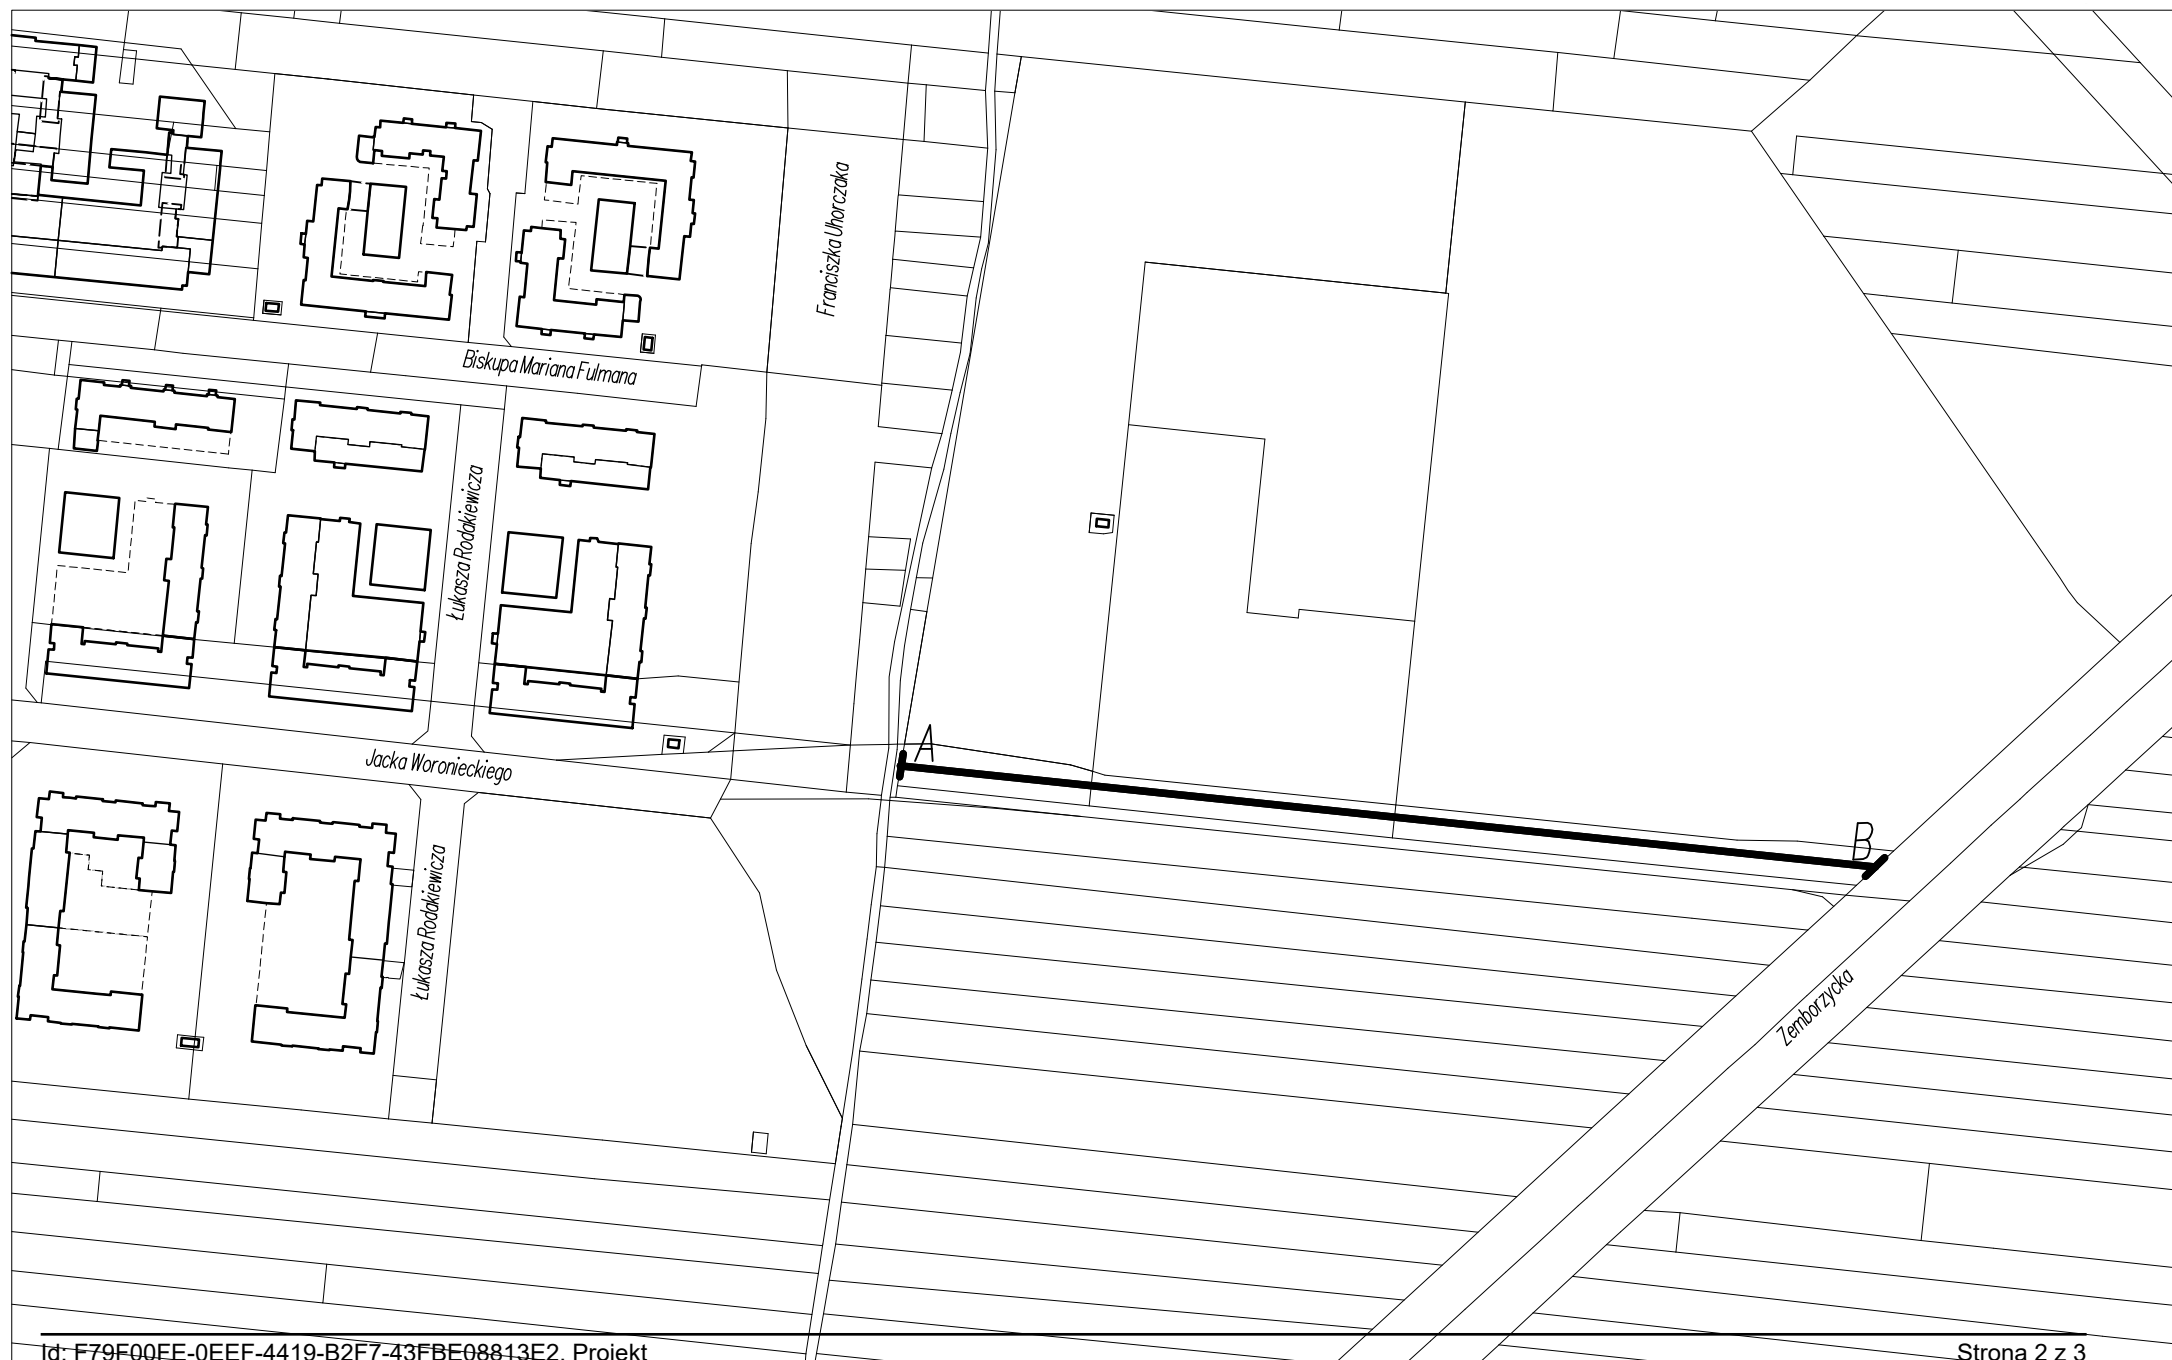 Franciszka Uhorczaka
Biskupa Mariana Fulmana
Łukasza Rodakiewicza
A
Jacka Woronieckiego
B
Łukasza Rodakiewicza
Zemborzycka
Id: F79F00EE-0EEF-4419-B2F7-43FBE08813E2. Projekt
Strona 2 z 3